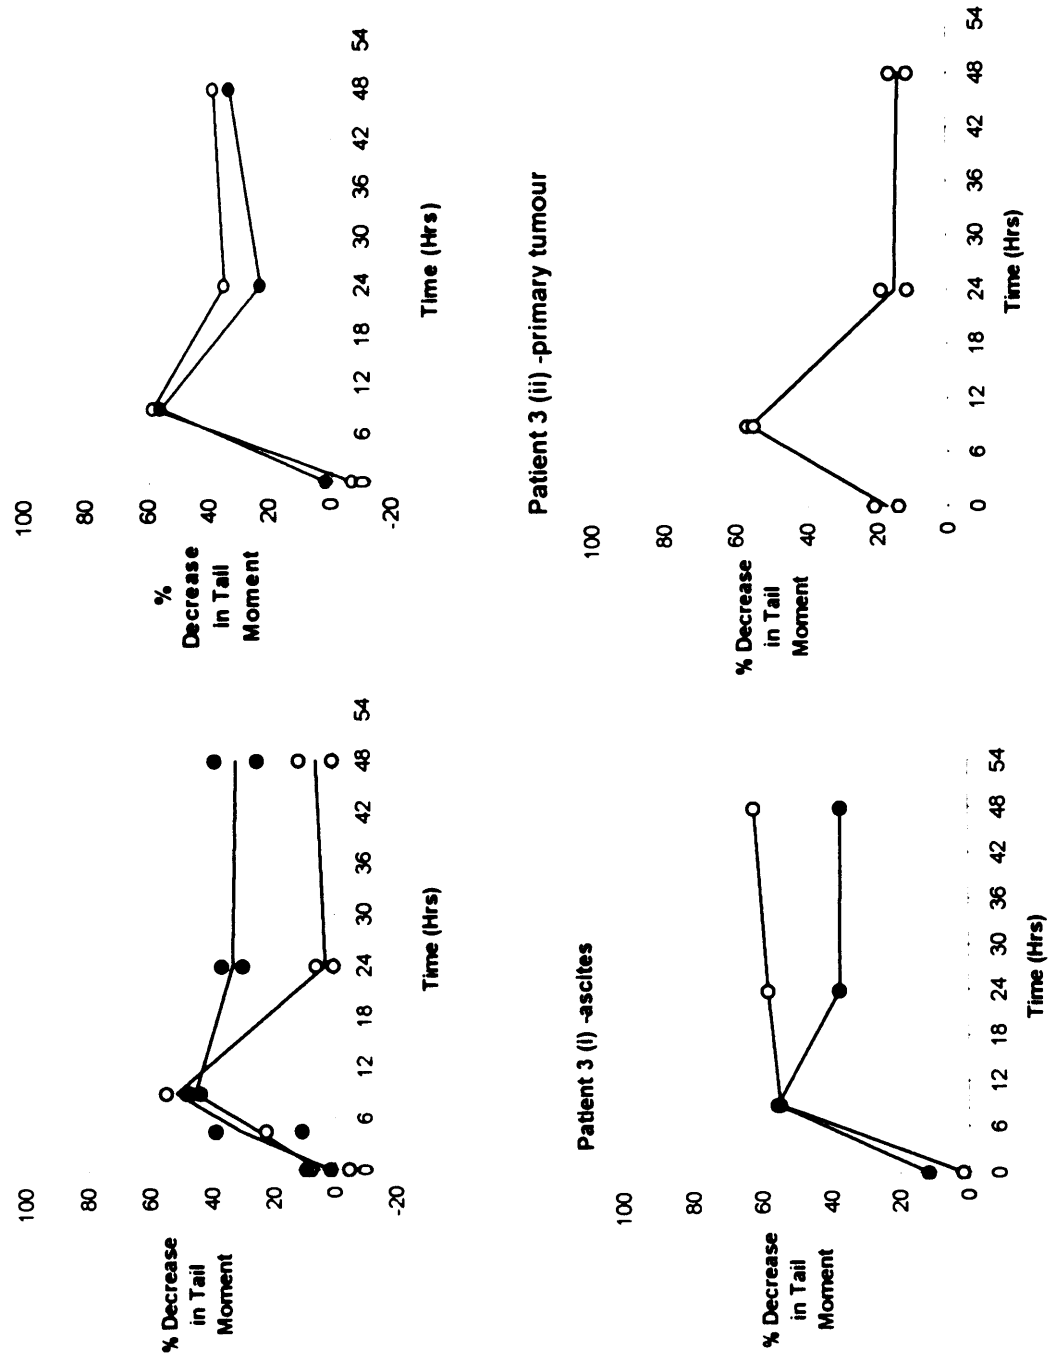 100
80
60
% Decrease
in Tail
Moment
40
20
0
-20
0 6 12 18 24 30 36 42 48 54
Time (Hrs)
100
80
60
%
Decrease
in Tail
Moment
40
20
0
-20
0 6 12 18 24 30 36 42 48 54
Time (Hrs)
Patient 3 (i) -ascites
100
80
60
% Decrease
in Tail
Moment
40
20
0
0 6 12 18 24 30 36 42 48 54
Time (Hrs)
Patient 3 (ii) -primary tumour
100
80
60
% Decrease
in Tail
Moment
40
20
0
0 6 12 18 24 30 36 42 48 54
Time (Hrs)